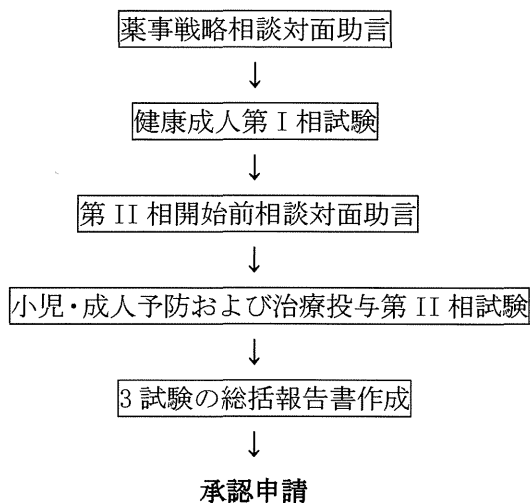 薬事戦略相談対面助言
↓
健康成人第 I 相試験
↓
第 II 相開始前相談対面助言
↓
小児・成人予防および治療投与第 II 相試験
↓
3 試験の総括報告書作成
↓
承認申請